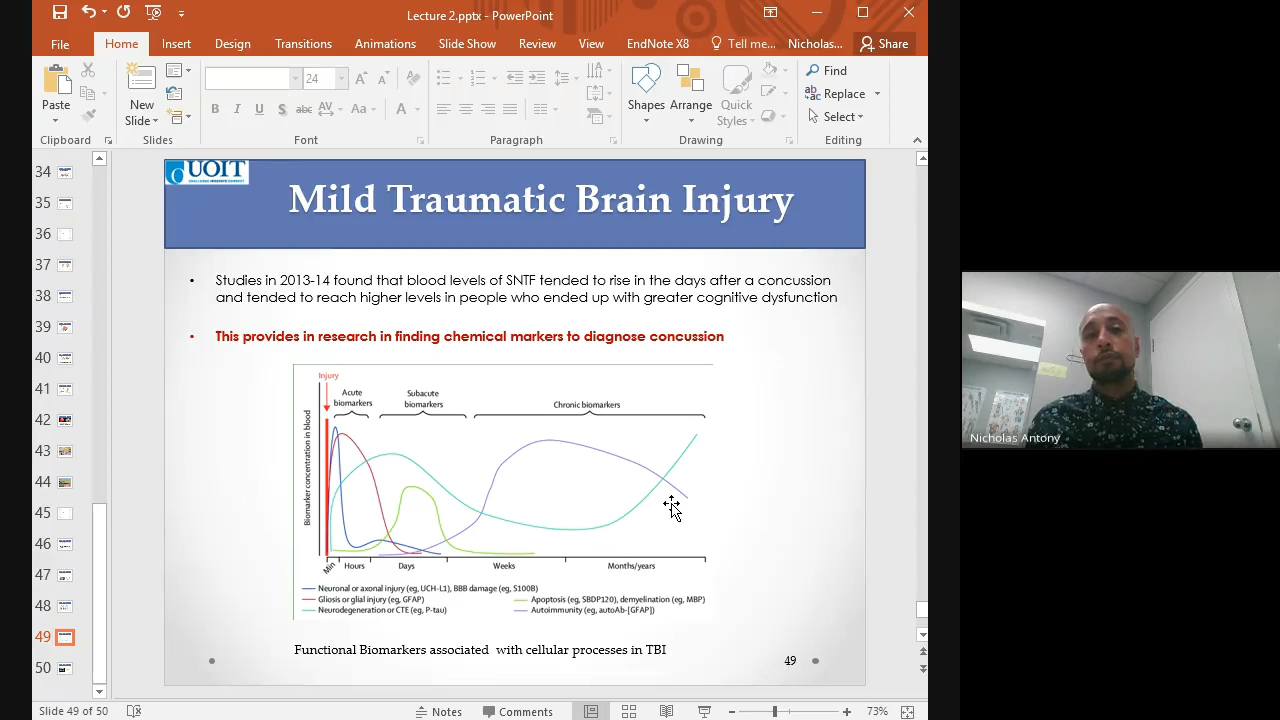 Lecture 2.pptx - PowerPoint
File
Home
Insert
Design
Transitions
Animations
Slide Show
Review
View
EndNote X8
Tell me...
Nicholas...
Share
Paste
New
Slide
24
B
I
U
S
abc
AV
Aa
A
Shapes
Arrange
Quick
Styles
Find
Replace
Select
Clipboard
Slides
Font
Paragraph
Drawing
Editing
34
35
36
37
38
39
40
41
42
43
44
45
46
47
48
49
50
UOIT
Mild Traumatic Brain Injury
• Studies in 2013-14 found that blood levels of SNTF tended to rise in the days after a concussion
and tended to reach higher levels in people who ended up with greater cognitive dysfunction
• This provides in research in finding chemical markers to diagnose concussion
Injury
Acute
biomarkers
Subacute
biomarkers
Chronic biomarkers
Biomarker concentration in blood
Min
Hours
Days
Weeks
Months/years
Neuronal or axonal injury (eg, UCH-L1), BBB damage (eg, S100B)
Gliosis or glial injury (eg, GFAP)
Apoptosis (eg, SBDP120), demyelination (eg, MBP)
Neurodegeneration or CTE (eg, P-tau)
Autoimmunity (eg, autoAb-[GFAP])
Functional Biomarkers associated with cellular processes in TBI
49
Nicholas Antony
Slide 49 of 50
Notes
Comments
73%